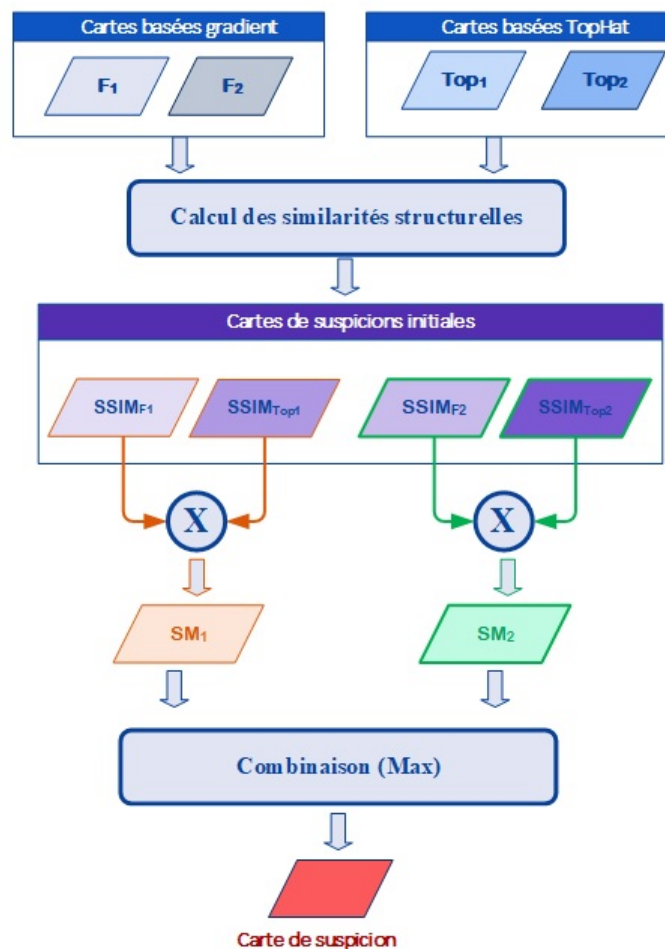 Cartes basées gradient
Cartes basées TopHat
F1
F2
Top1
Top2
Calcul des similarités structurelles
Cartes de suspicions initiales
SSIMF1
SSIMTop1
SSIMF2
SSIMTop2
X
X
SM1
SM2
Combinaison (Max)
Carte de suspicion